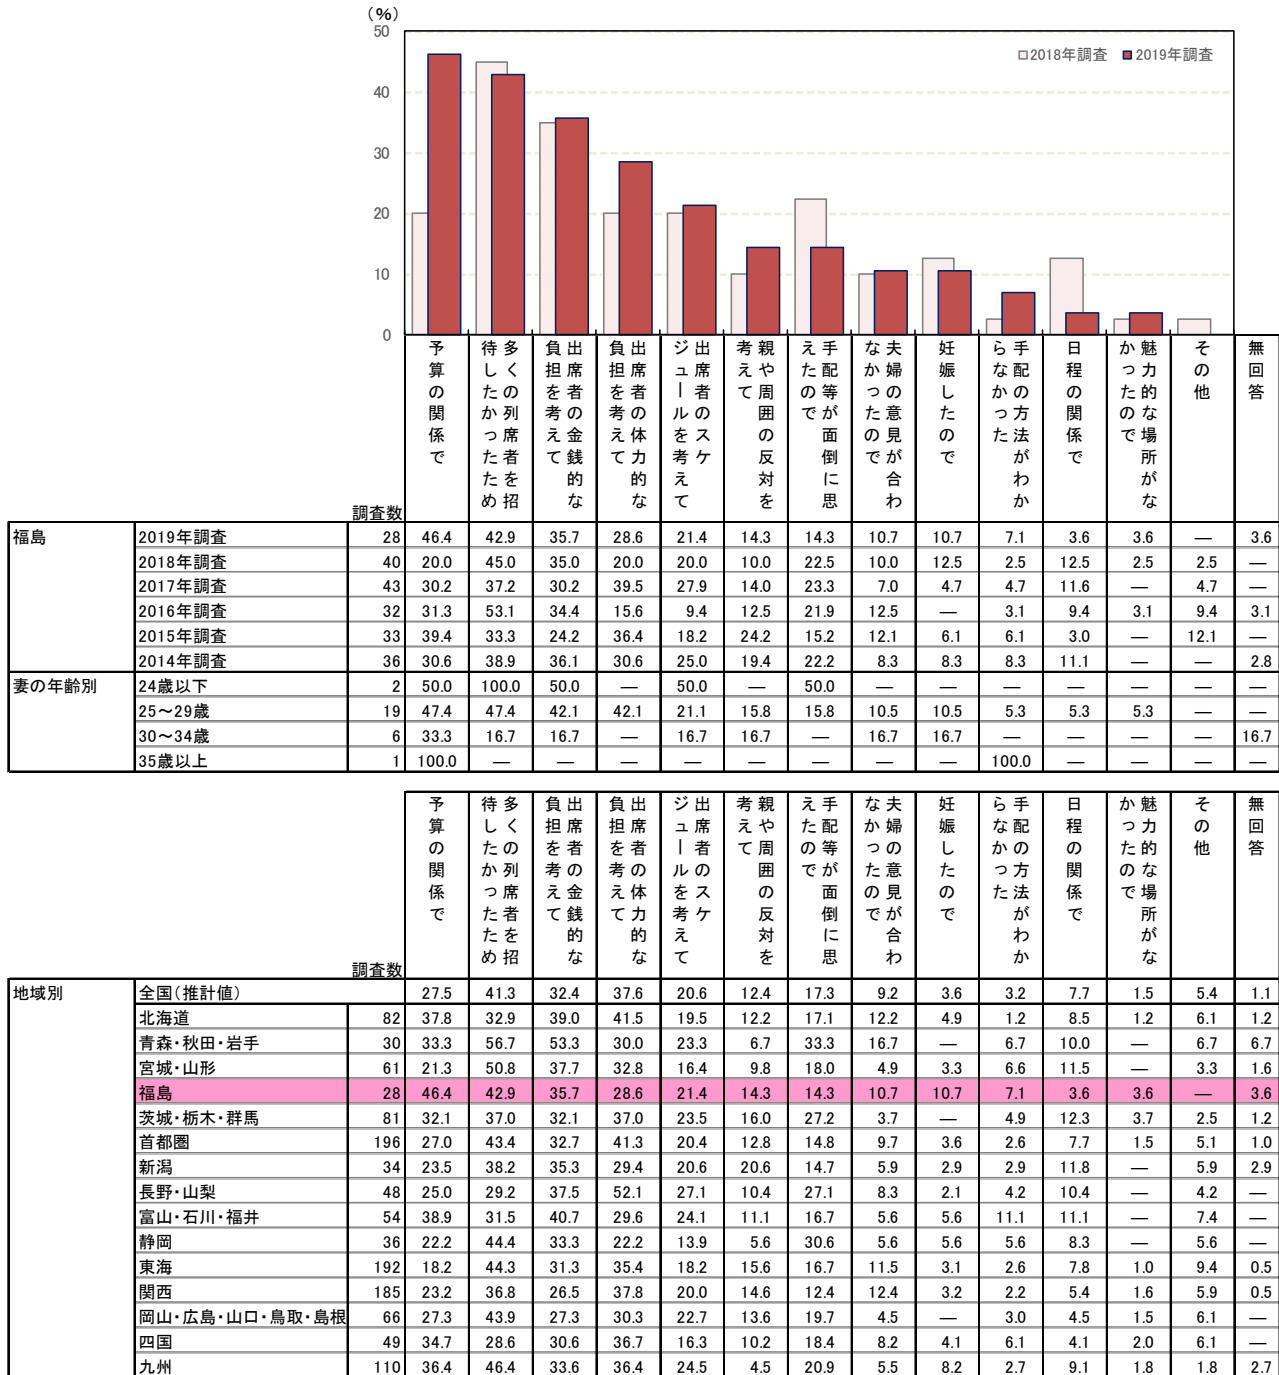 （%）
50
40
30
20
10
0
2018年調査 2019年調査
調査数 予算の関係で 多くの列席者を招待したかったため 出席者の金銭的な負担を考えて 出席者の体力的な負担を考えて 出席者のスケジュールを考えて 親や周囲の反対を考えて 手配等が面倒に思えたので 夫婦の意見が合わなかったので 妊娠したので 手配の方法がわからなかった 日程の関係で 魅力的な場所がなかったので その他 無回答
福島 2019年調査 28 46.4 42.9 35.7 28.6 21.4 14.3 14.3 10.7 10.7 7.1 3.6 3.6 ― 3.6
2018年調査 40 20.0 45.0 35.0 20.0 20.0 10.0 22.5 10.0 12.5 2.5 12.5 2.5 2.5 ―
2017年調査 43 30.2 37.2 30.2 39.5 27.9 14.0 23.3 7.0 4.7 4.7 11.6 ― 4.7 ―
2016年調査 32 31.3 53.1 34.4 15.6 9.4 12.5 21.9 12.5 ― 3.1 9.4 3.1 9.4 3.1
2015年調査 33 39.4 33.3 24.2 36.4 18.2 24.2 15.2 12.1 6.1 6.1 3.0 ― 12.1 ―
2014年調査 36 30.6 38.9 36.1 30.6 25.0 19.4 22.2 8.3 8.3 8.3 11.1 ― ― 2.8
妻の年齢別 24歳以下 2 50.0 100.0 50.0 ― 50.0 ― 50.0 ― ― ― ― ― ― ―
25～29歳 19 47.4 47.4 42.1 42.1 21.1 15.8 15.8 10.5 10.5 5.3 5.3 5.3 ― ―
30～34歳 6 33.3 16.7 16.7 ― 16.7 16.7 ― 16.7 16.7 ― ― ― ― 16.7
35歳以上 1 100.0 ― ― ― ― ― ― ― ― 100.0 ― ― ― ―
調査数 予算の関係で 多くの列席者を招待したかったため 出席者の金銭的な負担を考えて 出席者の体力的な負担を考えて 出席者のスケジュールを考えて 親や周囲の反対を考えて 手配等が面倒に思えたので 夫婦の意見が合わなかったので 妊娠したので 手配の方法がわからなかった 日程の関係で 魅力的な場所がなかったので その他 無回答
地域別 全国（推計値） 27.5 41.3 32.4 37.6 20.6 12.4 17.3 9.2 3.6 3.2 7.7 1.5 5.4 1.1
北海道 82 37.8 32.9 39.0 41.5 19.5 12.2 17.1 12.2 4.9 1.2 8.5 1.2 6.1 1.2
青森・秋田・岩手 30 33.3 56.7 53.3 30.0 23.3 6.7 33.3 16.7 ― 6.7 10.0 ― 6.7 6.7
宮城・山形 61 21.3 50.8 37.7 32.8 16.4 9.8 18.0 4.9 3.3 6.6 11.5 ― 3.3 1.6
福島 28 46.4 42.9 35.7 28.6 21.4 14.3 14.3 10.7 10.7 7.1 3.6 3.6 ― 3.6
茨城・栃木・群馬 81 32.1 37.0 32.1 37.0 23.5 16.0 27.2 3.7 ― 4.9 12.3 3.7 2.5 1.2
首都圏 196 27.0 43.4 32.7 41.3 20.4 12.8 14.8 9.7 3.6 2.6 7.7 1.5 5.1 1.0
新潟 34 23.5 38.2 35.3 29.4 20.6 20.6 14.7 5.9 2.9 2.9 11.8 ― 5.9 2.9
長野・山梨 48 25.0 29.2 37.5 52.1 27.1 10.4 27.1 8.3 2.1 4.2 10.4 ― 4.2 ―
富山・石川・福井 54 38.9 31.5 40.7 29.6 24.1 11.1 16.7 5.6 5.6 11.1 11.1 ― 7.4 ―
静岡 36 22.2 44.4 33.3 22.2 13.9 5.6 30.6 5.6 5.6 5.6 8.3 ― 5.6 ―
東海 192 18.2 44.3 31.3 35.4 18.2 15.6 16.7 11.5 3.1 2.6 7.8 1.0 9.4 0.5
関西 185 23.2 36.8 26.5 37.8 20.0 14.6 12.4 12.4 3.2 2.2 5.4 1.6 5.9 0.5
岡山・広島・山口・鳥取・島根 66 27.3 43.9 27.3 30.3 22.7 13.6 19.7 4.5 ― 3.0 4.5 1.5 6.1 ―
四国 49 34.7 28.6 30.6 36.7 16.3 10.2 18.4 8.2 4.1 6.1 4.1 2.0 6.1 ―
九州 110 36.4 46.4 33.6 36.4 24.5 4.5 20.9 5.5 8.2 2.7 9.1 1.8 1.8 2.7